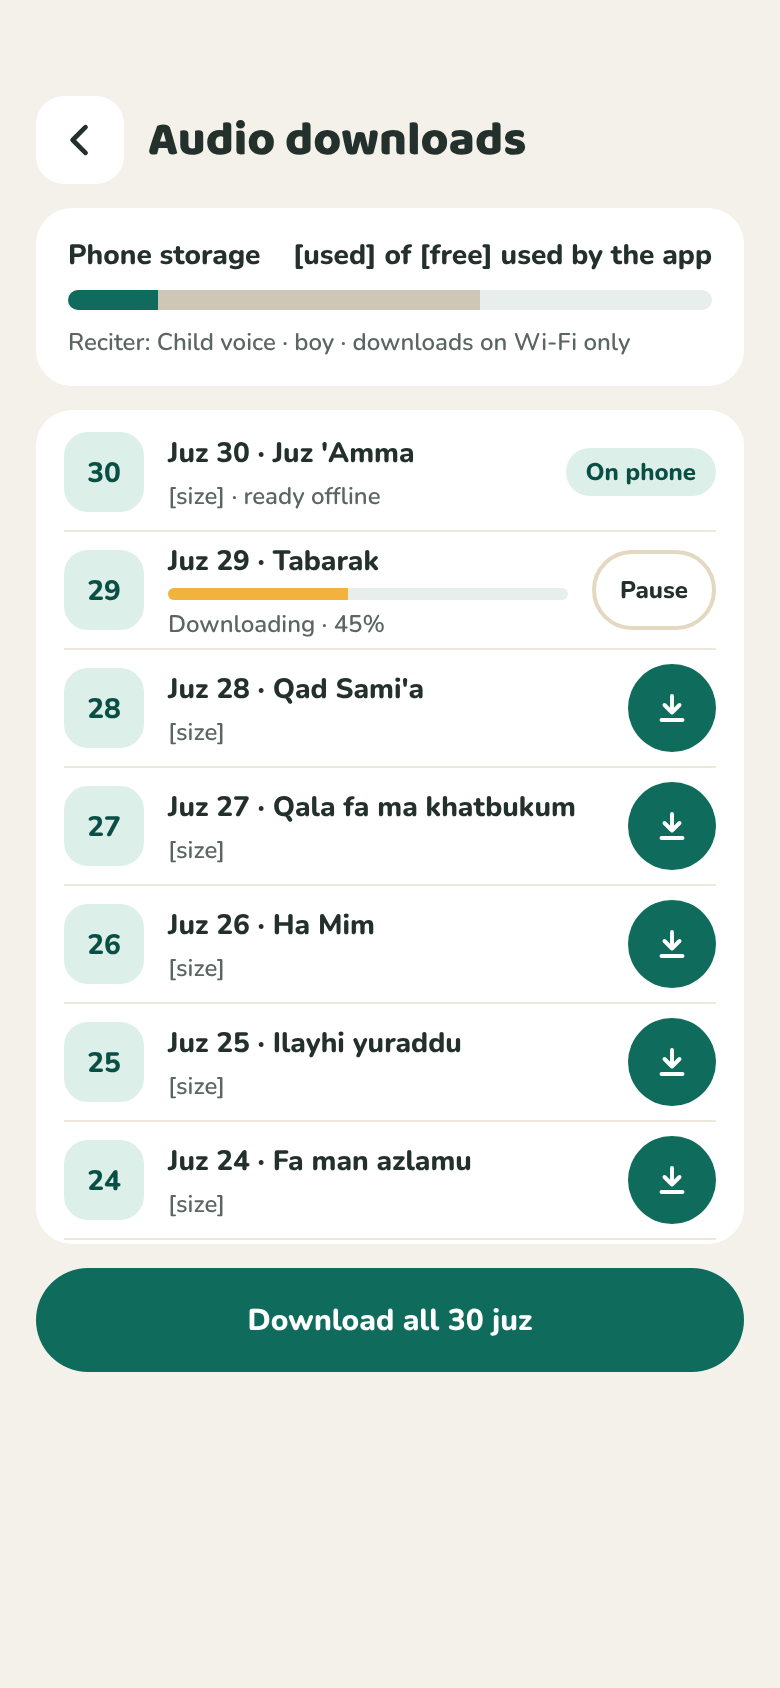 Audio downloads
Phone storage [used] of [free] used by the app
Reciter: Child voice · boy · downloads on Wi-Fi only
30 Juz 30 · Juz 'Amma
[size] · ready offline
On phone
29 Juz 29 · Tabarak
Downloading · 45%
Pause
28 Juz 28 · Qad Sami'a
[size]
27 Juz 27 · Qala fa ma khatbukum
[size]
26 Juz 26 · Ha Mim
[size]
25 Juz 25 · Ilayhi yuraddu
[size]
24 Juz 24 · Fa man azlamu
[size]
Download all 30 juz